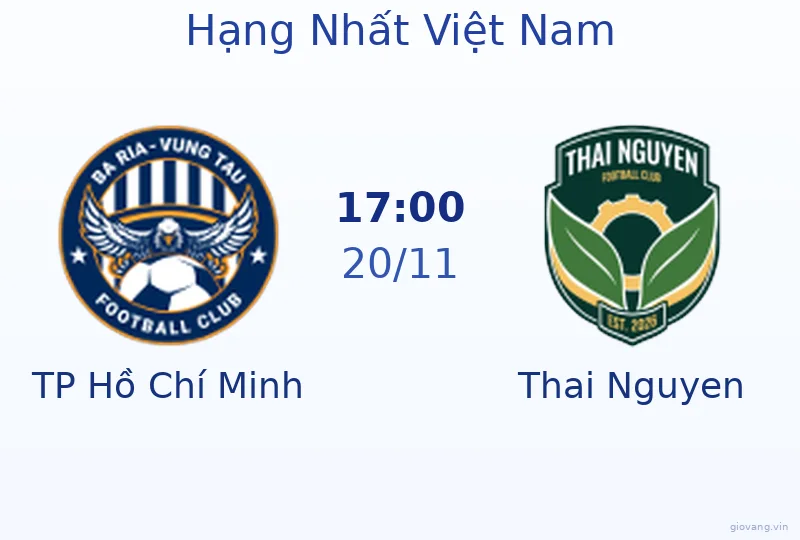 Hạng Nhất Việt Nam
BA RIA - VUNG TAU
FOOTBALL CLUB
17:00
20/11
THAI NGUYEN
FOOTBALL CLUB
EST. 2026
TP Hồ Chí Minh
Thai Nguyen
giovang.vin